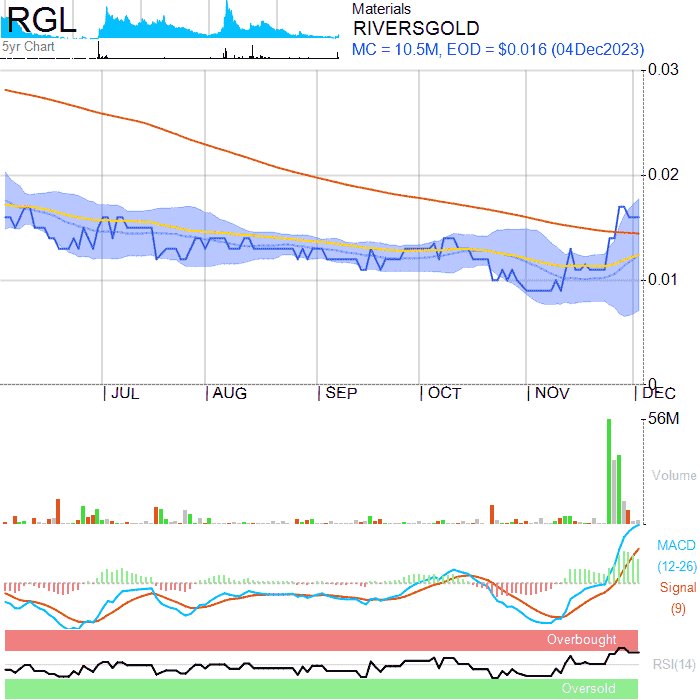 RGL
5yr Chart
Materials
RIVERSGOLD
MC = 10.5M, EOD = $0.016 (04Dec2023)
0.03
0.02
0.01
0
JUL AUG SEP OCT NOV DEC
56M
Volume
MACD
(12-26)
Signal
(9)
Overbought
RSI(14)
Oversold